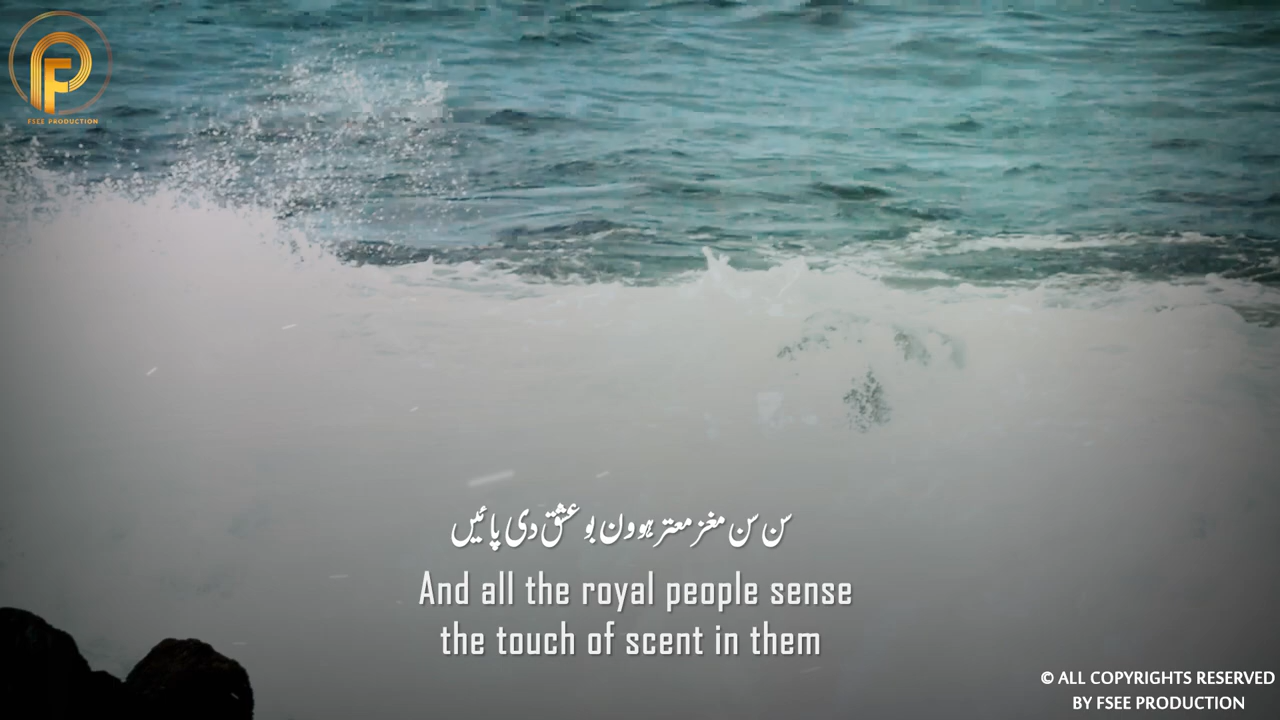 FSEE PRODUCTION
سن سن مغز معتر ہوون بو عشق دی پائیں
And all the royal people sense
the touch of scent in them
© ALL COPYRIGHTS RESERVED
BY FSEE PRODUCTION